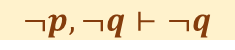 ¬p, ¬q ⊢ ¬q